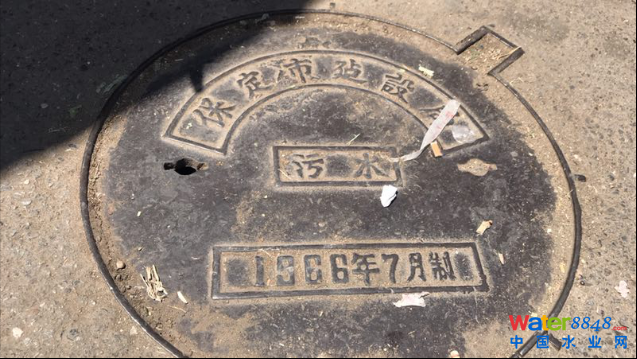 保定市建設
污水
1986年7月制
Water8848.com
中国水业网